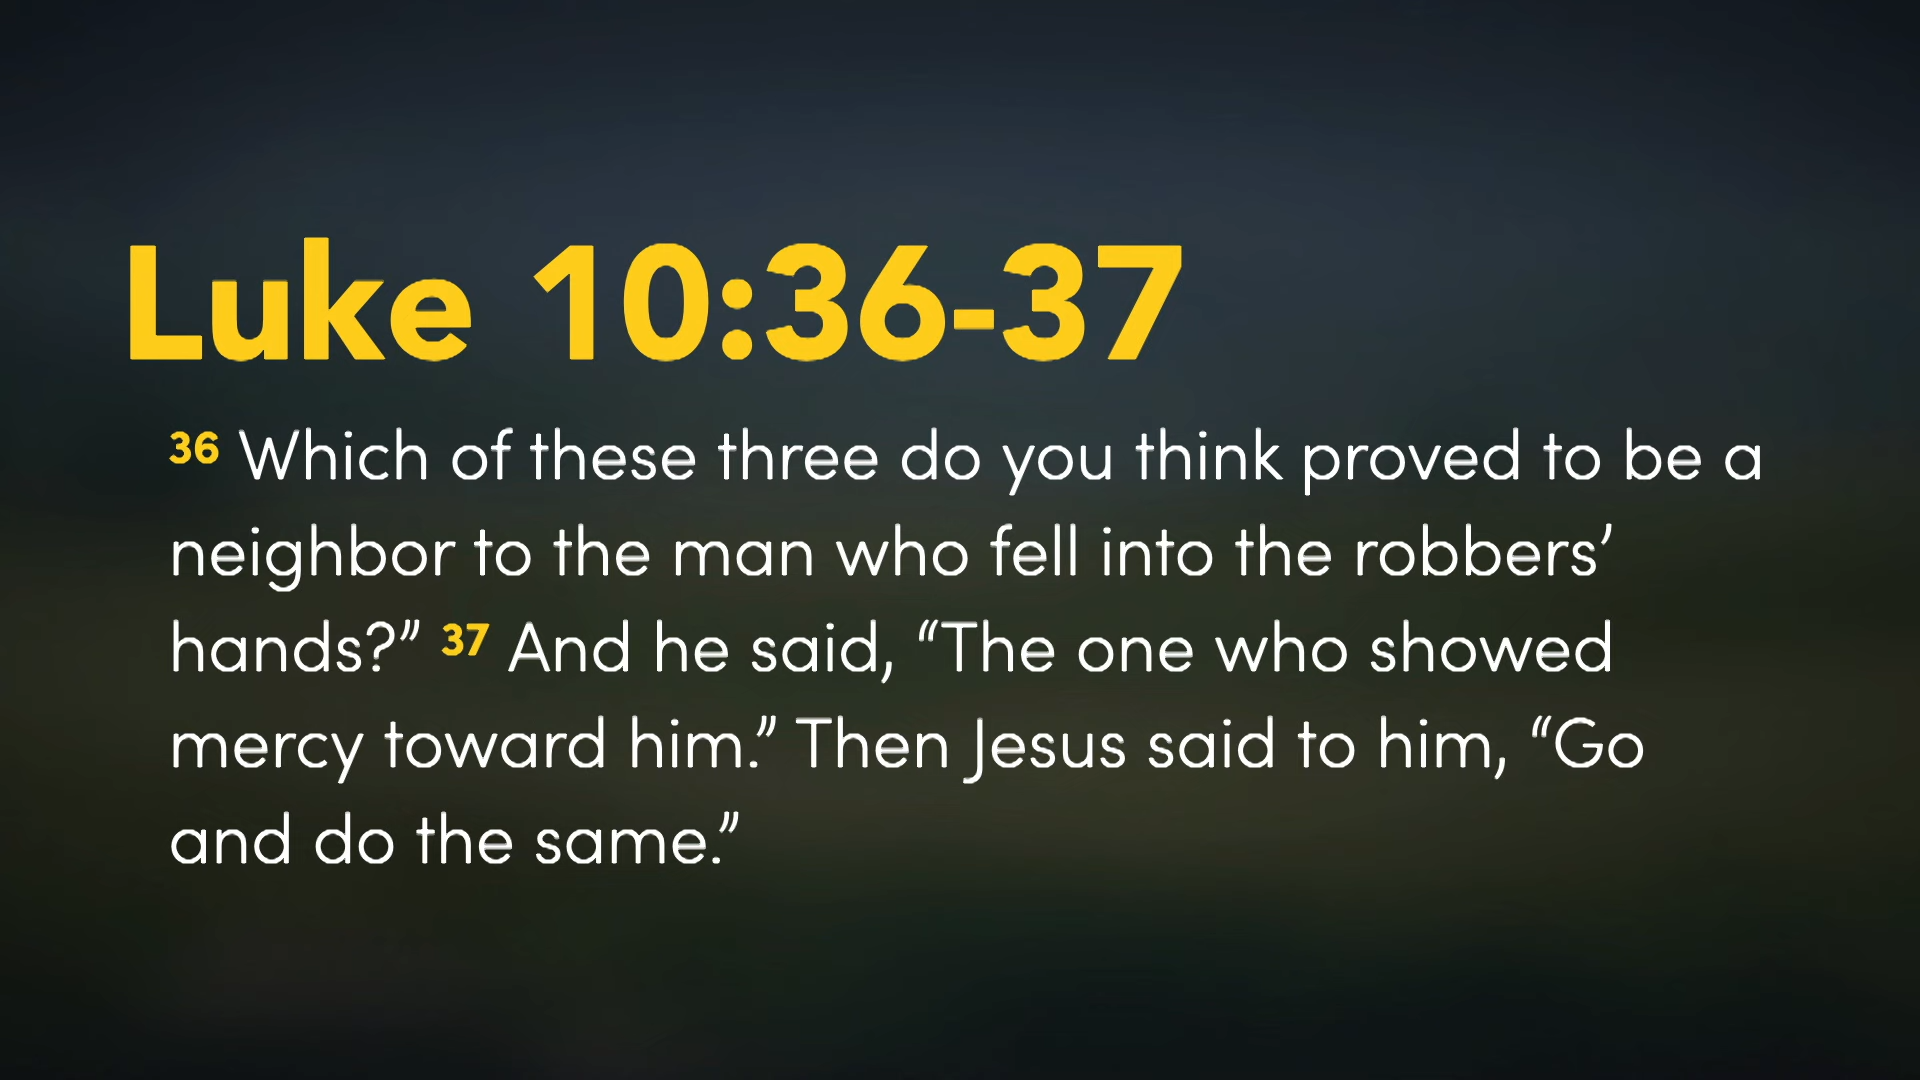 Luke 10:36-37
36 Which of these three do you think proved to be a
neighbor to the man who fell into the robbers’
hands?” 37 And he said, “The one who showed
mercy toward him.” Then Jesus said to him, “Go
and do the same.”